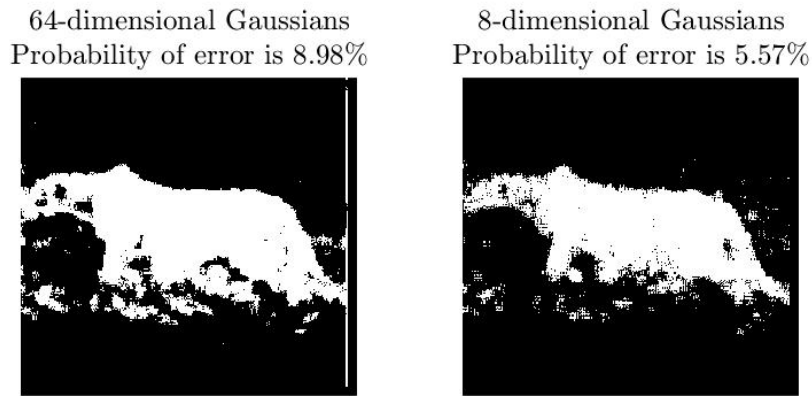 64-dimensional Gaussians
Probability of error is 8.98%
8-dimensional Gaussians
Probability of error is 5.57%